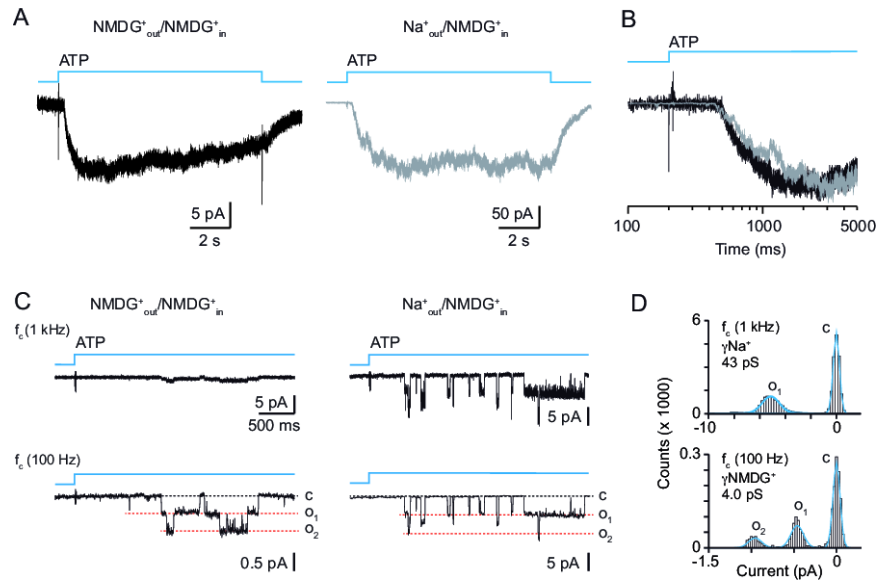 A
NMDG⁺out/NMDG⁺in
Na⁺out/NMDG⁺in
ATP
ATP
5 pA
2 s
50 pA
2 s
B
ATP
100
1000
5000
Time (ms)
C
NMDG⁺out/NMDG⁺in
Na⁺out/NMDG⁺in
fc (1 kHz)
ATP
ATP
5 pA
500 ms
5 pA
fc (100 Hz)
C
O1
O2
0.5 pA
C
O1
O2
5 pA
D
6
fc (1 kHz)
γNa⁺
43 pS
C
O1
0
-10
0
Counts (x 1000)
0.3
fc (100 Hz)
γNMDG⁺
4.0 pS
C
O2
O1
0
-1.5
0
Current (pA)